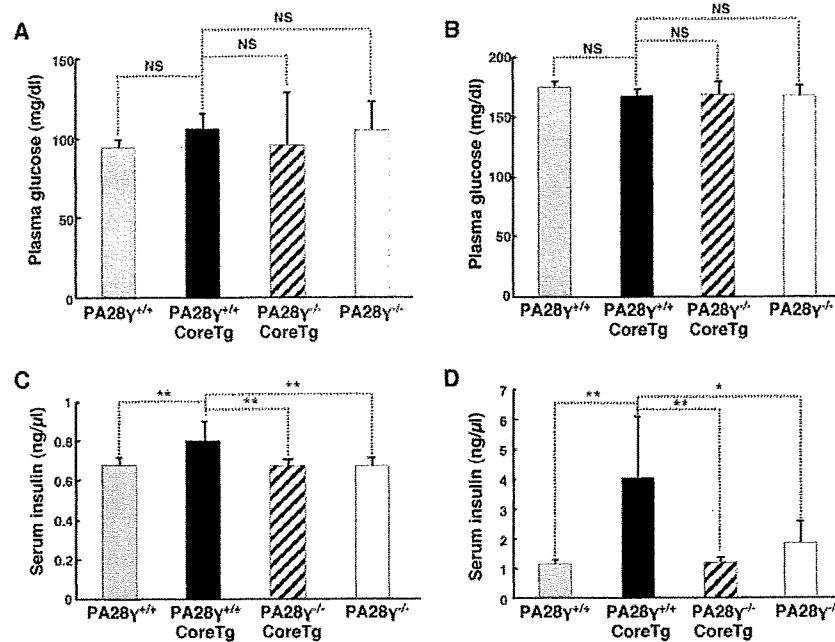 A
NS
NS
NS
Plasma glucose (mg/dl)
150
100
50
0
PA28γ+/+
PA28γ+/+
CoreTg
PA28γ-/-
CoreTg
PA28γ-/-
B
NS
NS
NS
Plasma glucose (mg/dl)
200
150
100
50
0
PA28γ+/+
PA28γ+/+
CoreTg
PA28γ-/-
CoreTg
PA28γ-/-
C
**
**
**
Serum insulin (ng/µl)
1
0.8
0.6
0.4
0.2
0
PA28γ+/+
PA28γ+/+
CoreTg
PA28γ-/-
CoreTg
PA28γ-/-
D
*
**
**
Serum insulin (ng/µl)
7
6
5
4
3
2
1
0
PA28γ+/+
PA28γ+/+
CoreTg
PA28γ-/-
CoreTg
PA28γ-/-